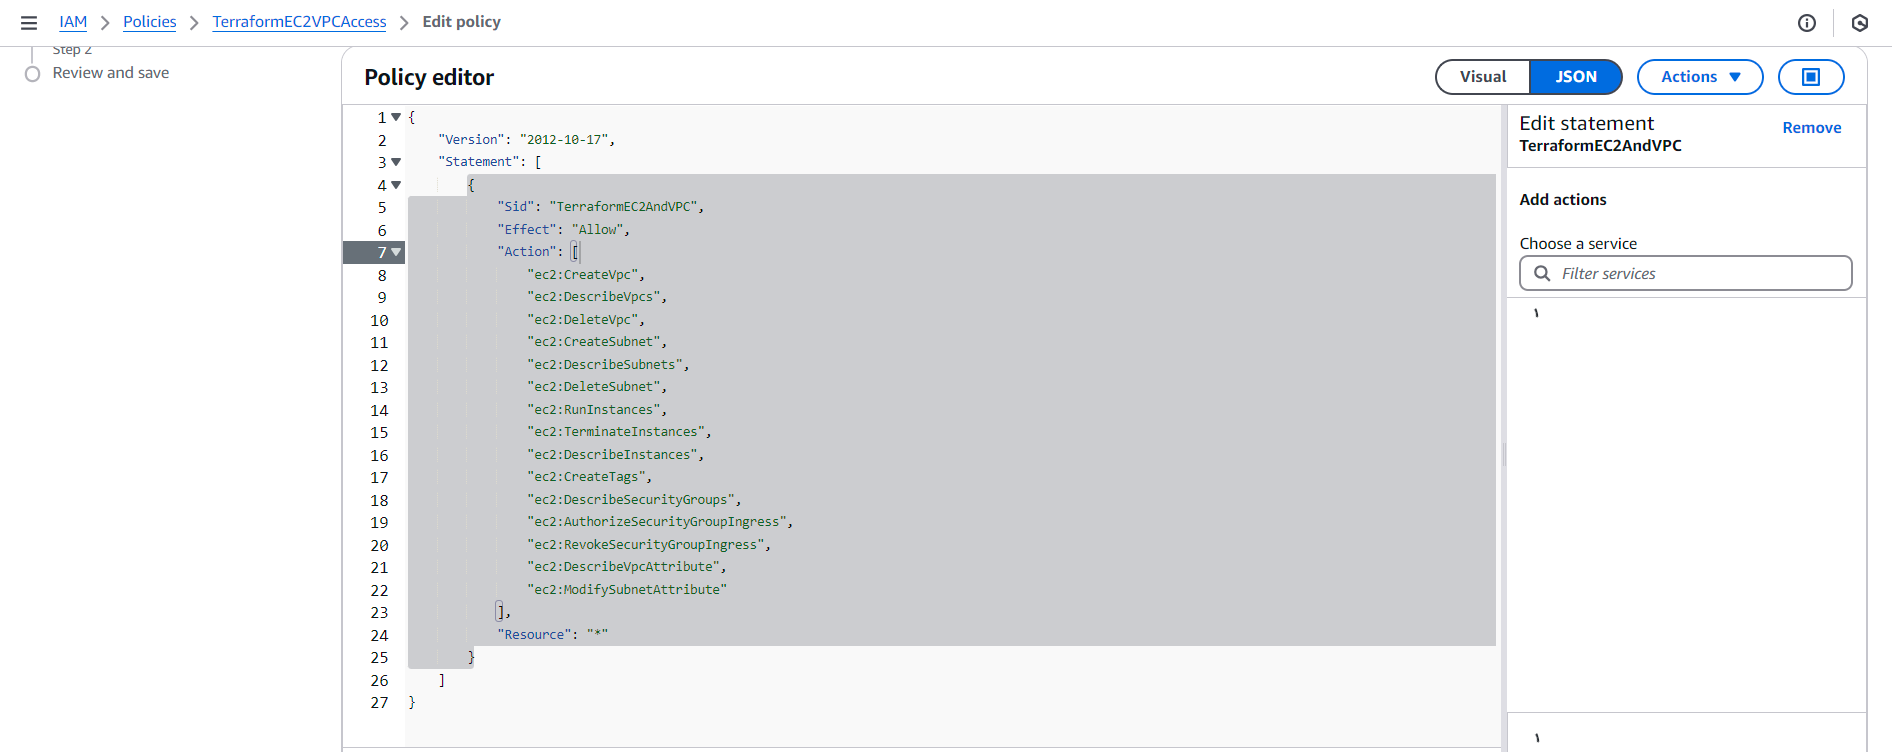 IAM > Policies > TerraformEC2VPCAccess > Edit policy
Step 2
Review and save
Policy editor
Visual
JSON
Actions
1 {
2 "Version": "2012-10-17",
3 "Statement": [
4 {
5 "Sid": "TerraformEC2AndVPC",
6 "Effect": "Allow",
7 "Action": [
8 "ec2:CreateVpc",
9 "ec2:DescribeVpcs",
10 "ec2:DeleteVpc",
11 "ec2:CreateSubnet",
12 "ec2:DescribeSubnets",
13 "ec2:DeleteSubnet",
14 "ec2:RunInstances",
15 "ec2:TerminateInstances",
16 "ec2:DescribeInstances",
17 "ec2:CreateTags",
18 "ec2:DescribeSecurityGroups",
19 "ec2:AuthorizeSecurityGroupIngress",
20 "ec2:RevokeSecurityGroupIngress",
21 "ec2:DescribeVpcAttribute",
22 "ec2:ModifySubnetAttribute"
23 ],
24 "Resource": "*"
25 }
26 ]
27 }
Edit statement
Remove
TerraformEC2AndVPC
Add actions
Choose a service
Filter services